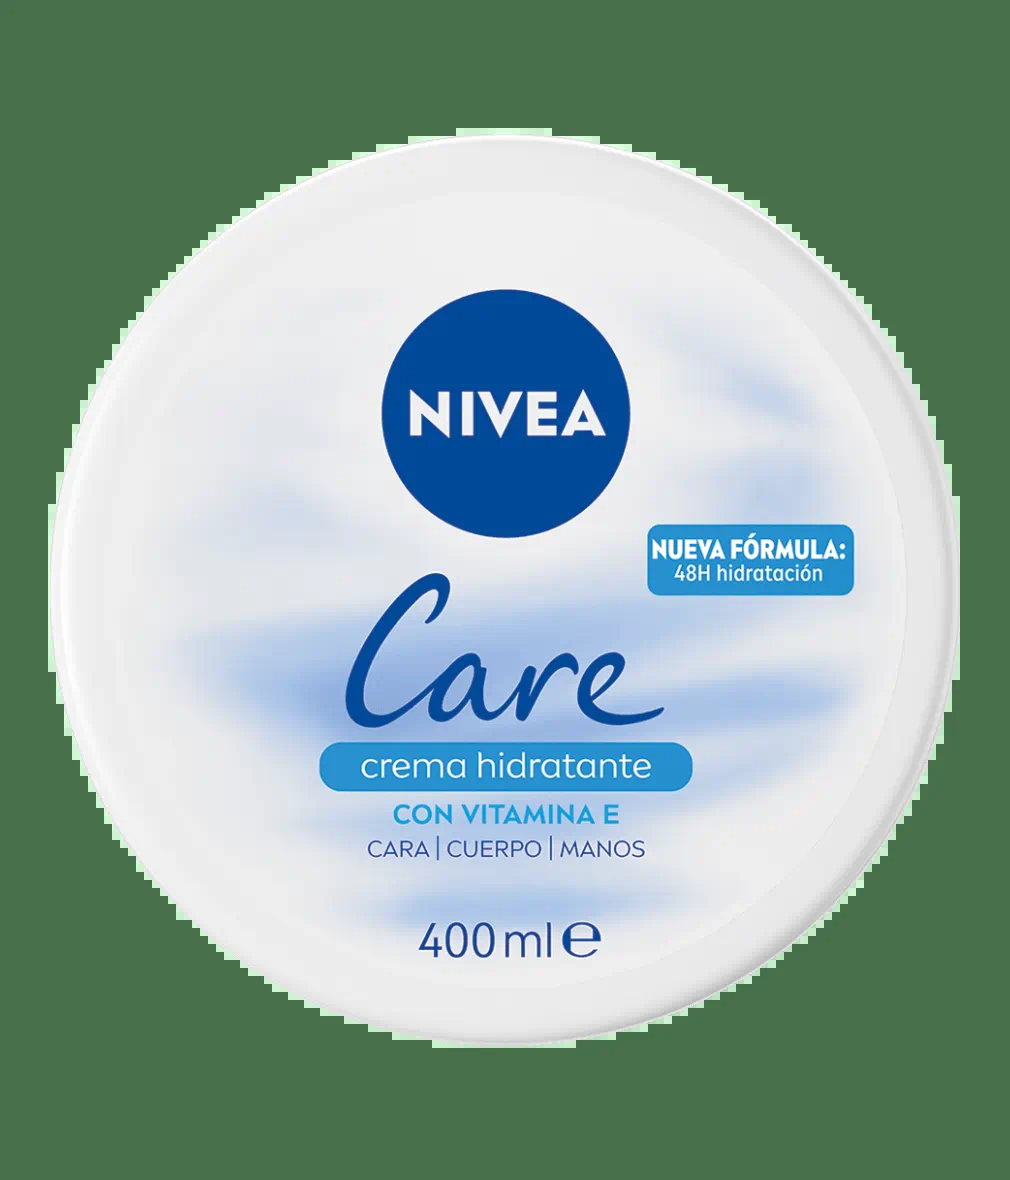 NIVEA
NUEVA FÓRMULA:
48H hidratación
Care
crema hidratante
CON VITAMINA E
CARA | CUERPO | MANOS
400 ml ℮